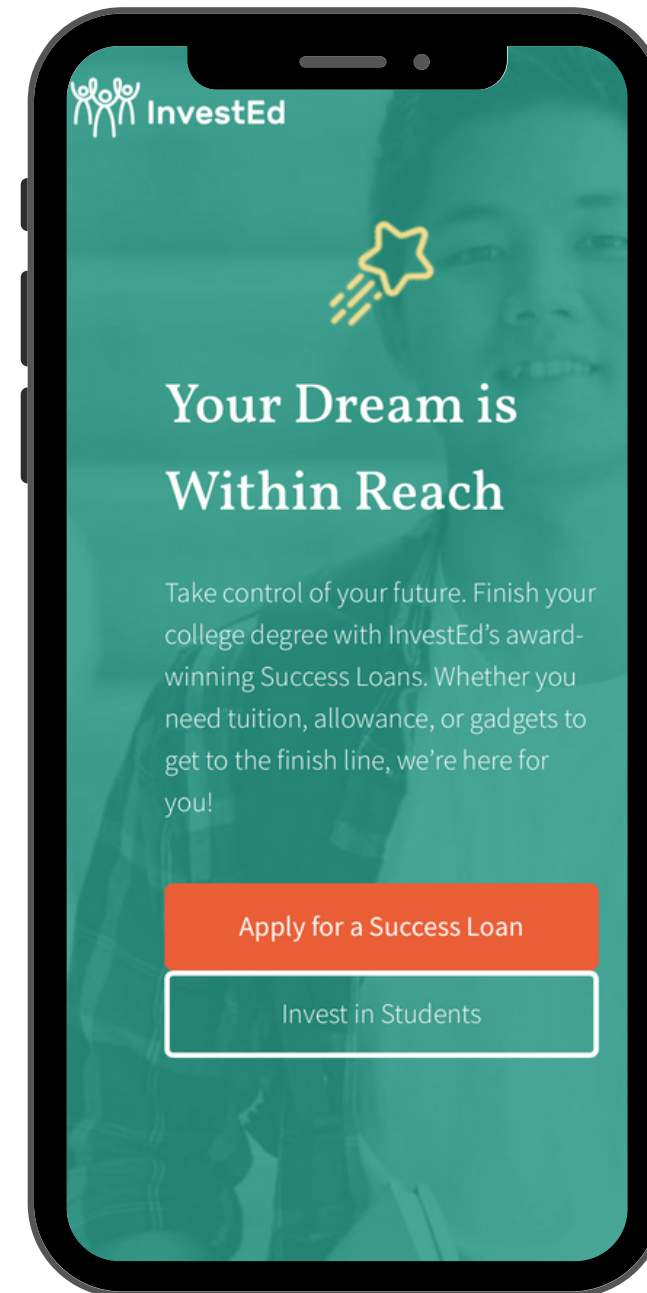 InvestEd
Your Dream is
Within Reach
Take control of your future. Finish your
college degree with InvestEd’s award-
winning Success Loans. Whether you
need tuition, allowance, or gadgets to
get to the finish line, we’re here for
you!
Apply for a Success Loan
Invest in Students